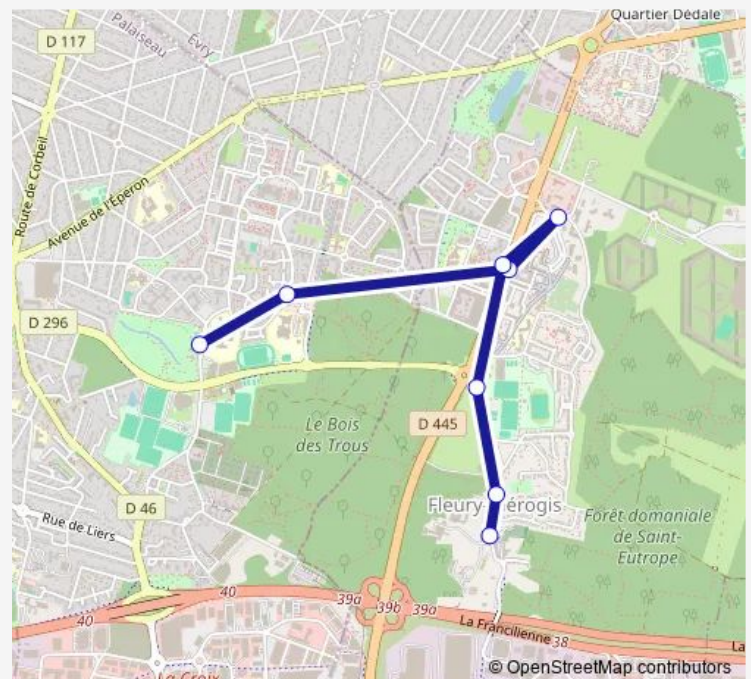 Quartier Dédale
D 117
Palaiseau
Evry
Route de Corbeil
Avenue de l'Éperon
D 296
D 445
Le Bois
des Trous
D 46
Rue de Liers
Forêt domaniale
de Saint-
Eutrope
40
40
39a
39b
39a
La Francilienne
38
La Croix
© OpenStreetMap contributors